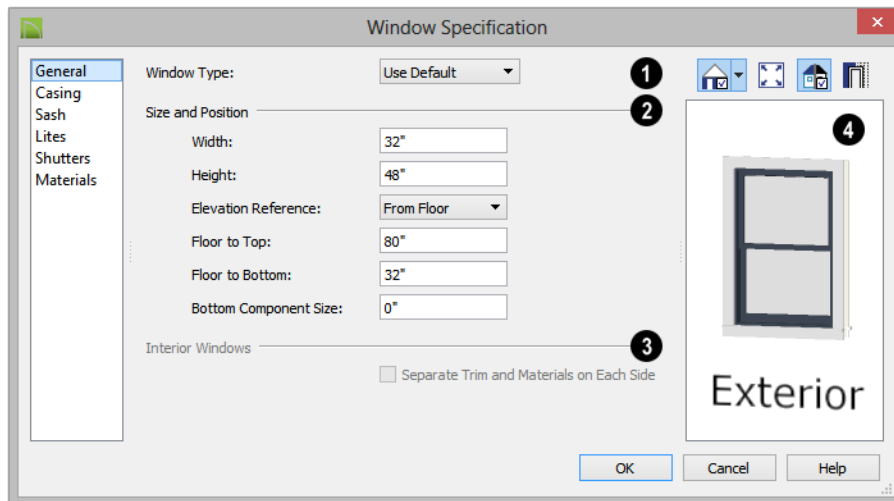 Window Specification
General
Casing
Sash
Lites
Shutters
Materials
Window Type: Use Default 1
Size and Position 2
Width: 32"
Height: 48"
Elevation Reference: From Floor
Floor to Top: 80"
Floor to Bottom: 32"
Bottom Component Size: 0"
Interior Windows 3
Separate Trim and Materials on Each Side
4
Exterior
OK Cancel Help